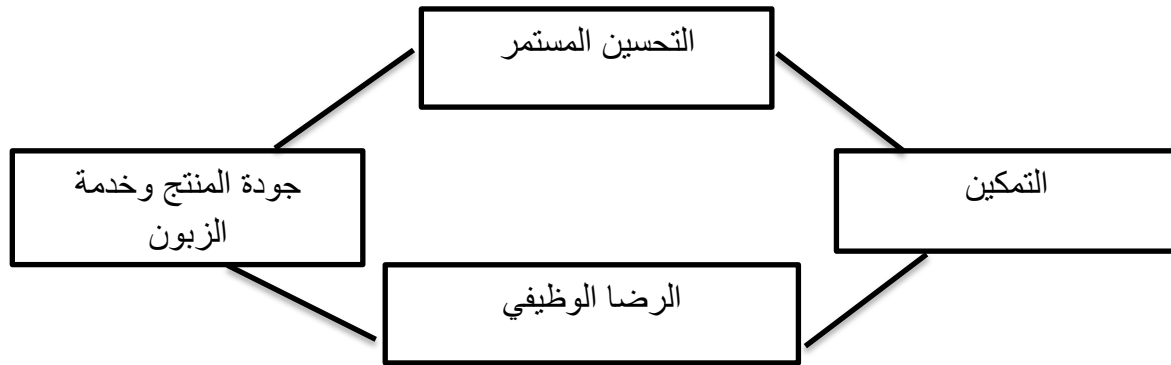 التحسين المستمر
التمكين
جودة المنتج وخدمة
الزبون
الرضا الوظيفي